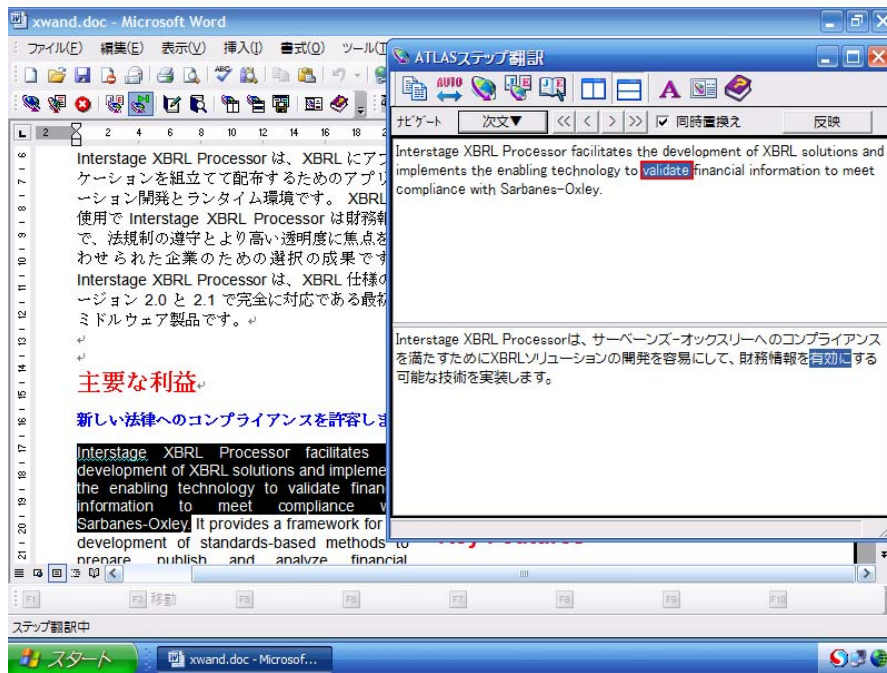 xwand.doc - Microsoft Word
ファイル(F) 編集(E) 表示(V) 挿入(I) 書式(O) ツール(T
L 2 2 4 6 8 10 12 14 16 18 2
Interstage XBRL Processor は、XBRL にアプ
ケーションを組立てて配布するためのアプリ
ーション開発とランタイム環境です。 XBRL
使用で Interstage XBRL Processor は財務報
で、法規制の遵守とより高い透明度に焦点を
わせられた企業のための選択の成果です
Interstage XBRL Processor は、XBRL 仕様の
ージョン 2.0 と 2.1 で完全に対応である最初
ミドルウェア製品です。
主要な利益
新しい法律へのコンプライアンスを許容しま
Interstage XBRL Processor facilitates
development of XBRL solutions and impleme
the enabling technology to validate finan
information to meet compliance w
Sarbanes-Oxley. It provides a framework for
development of standards-based methods to
prepare, publish and analyze financial
ATLASステップ翻訳
AUTO
A
ナビゲート 次文▼ << < > >> 同時置換え 反映
Interstage XBRL Processor facilitates the development of XBRL solutions and
implements the enabling technology to validate financial information to meet
compliance with Sarbanes-Oxley.
Interstage XBRL Processorは、サーベーンズ-オックスリーへのコンプライアンス
を満たすためにXBRLソリューションの開発を容易にして、財務情報を有効にする
可能な技術を実装します。
F1 F2 移動 F5 F6 F7 F8 F9 F10
ステップ翻訳中
スタート xwand.doc - Microsof...